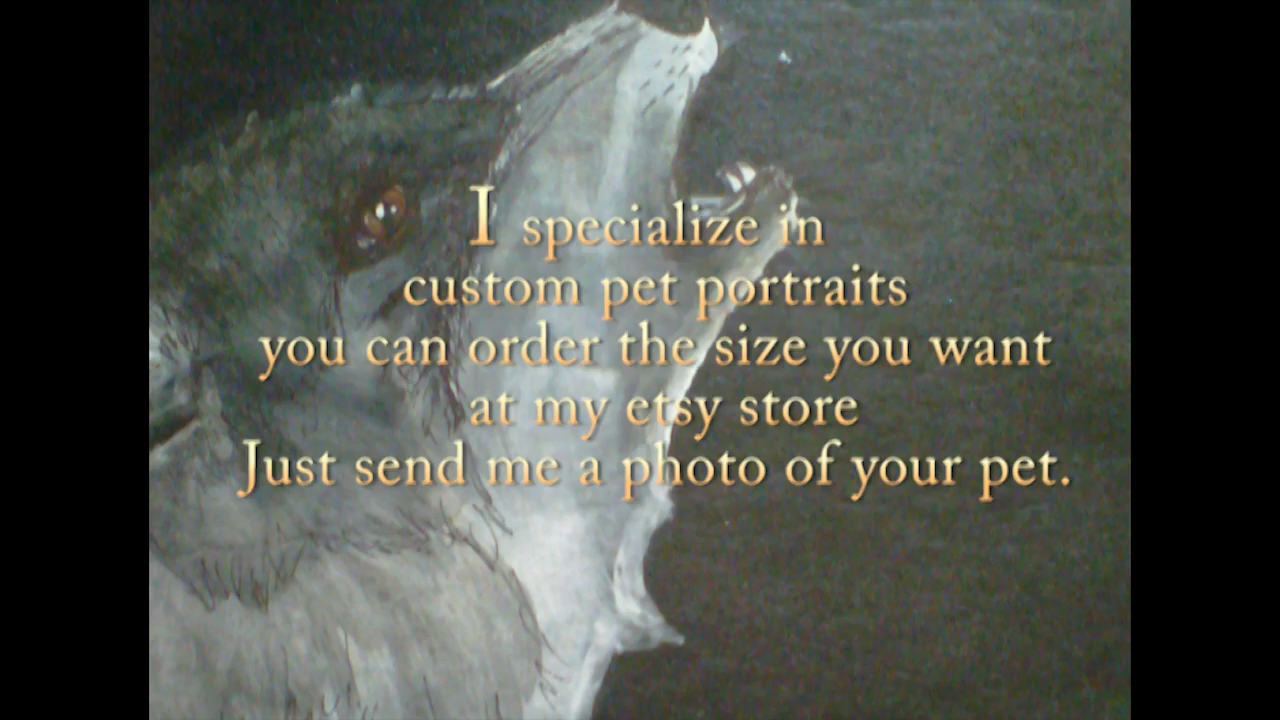 I specialize in
custom pet portraits
you can order the size you want
at my etsy store
Just send me a photo of your pet.